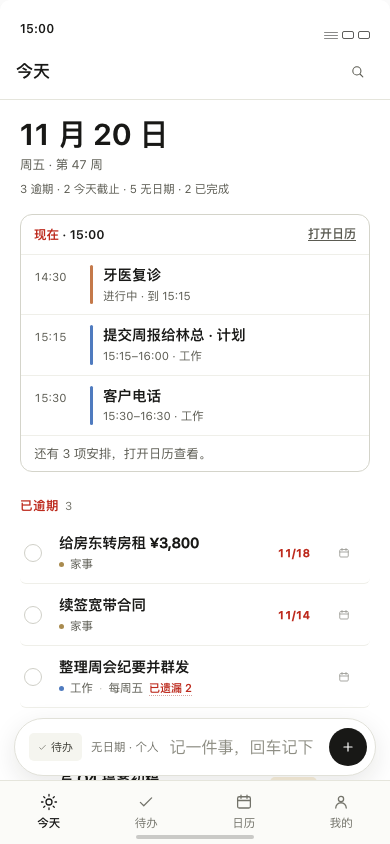 15:00
今天
11 月 20 日
周五 · 第 47 周
3 逾期 · 2 今天截止 · 5 无日期 · 2 已完成
现在 · 15:00 打开日历
14:30 牙医复诊
进行中 · 到 15:15
15:15 提交周报给林总 · 计划
15:15–16:00 · 工作
15:30 客户电话
15:30–16:30 · 工作
还有 3 项安排，打开日历查看。
已逾期 3
给房东转房租 ¥3,800 11/18
家事
续签宽带合同 11/14
家事
整理周会纪要并群发
工作 · 每周五 已遗漏 2
待办 无日期 · 个人 记一件事，回车记下
今天 待办 日历 我的